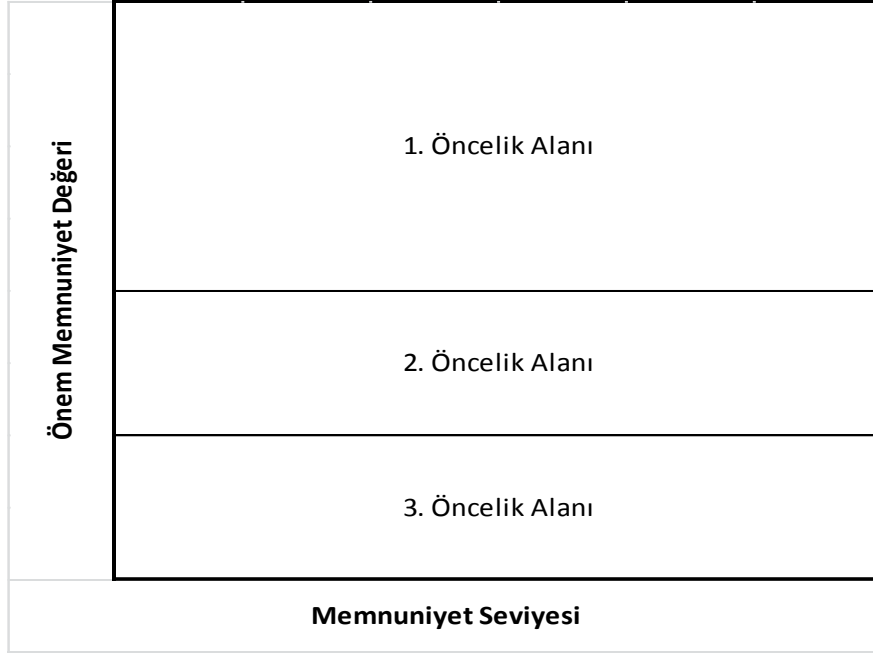 Önem Memnuniyet Değeri
1. Öncelik Alanı
2. Öncelik Alanı
3. Öncelik Alanı
Memnuniyet Seviyesi